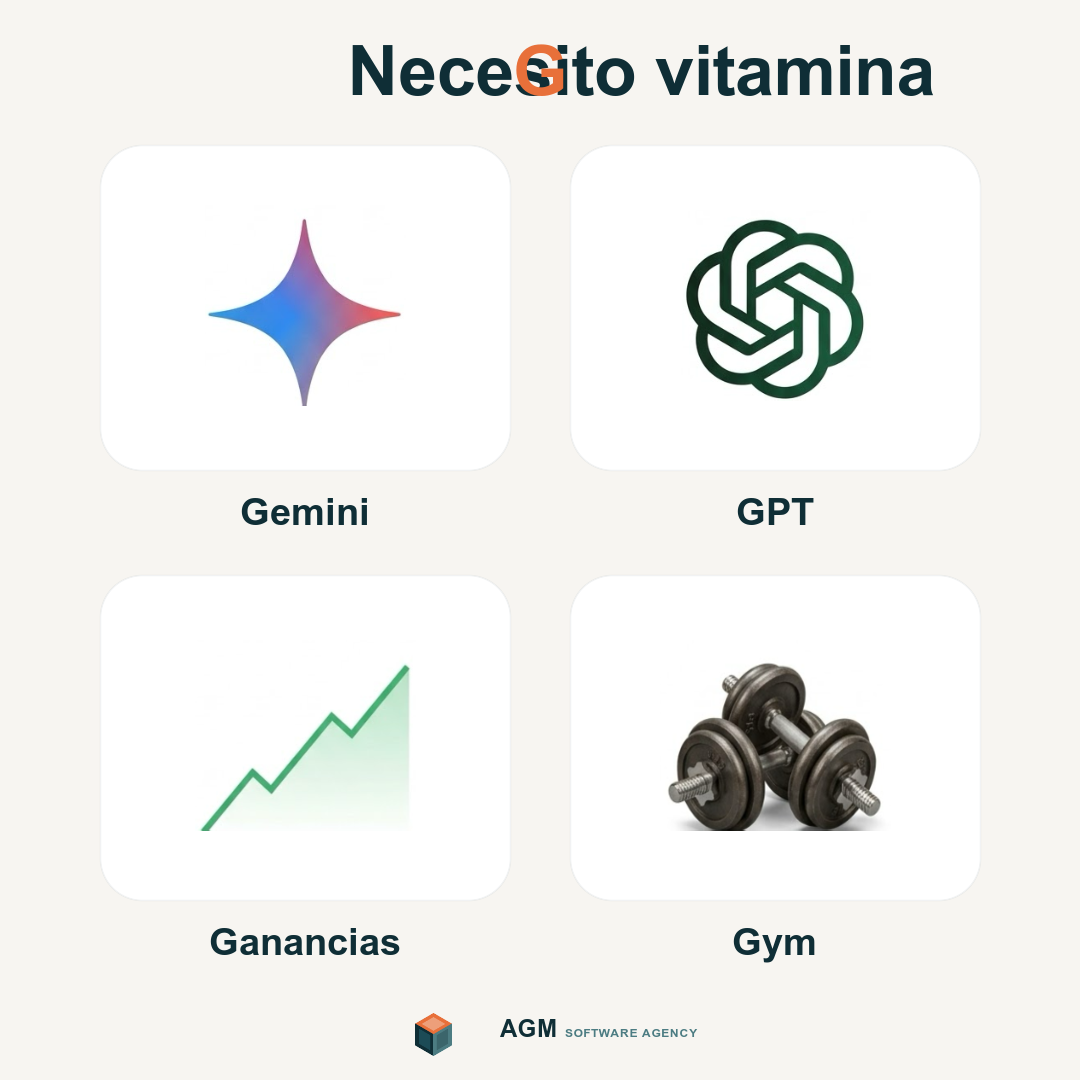 Necesito vitamina G
Gemini
GPT
Ganancias
Gym
AGM SOFTWARE AGENCY